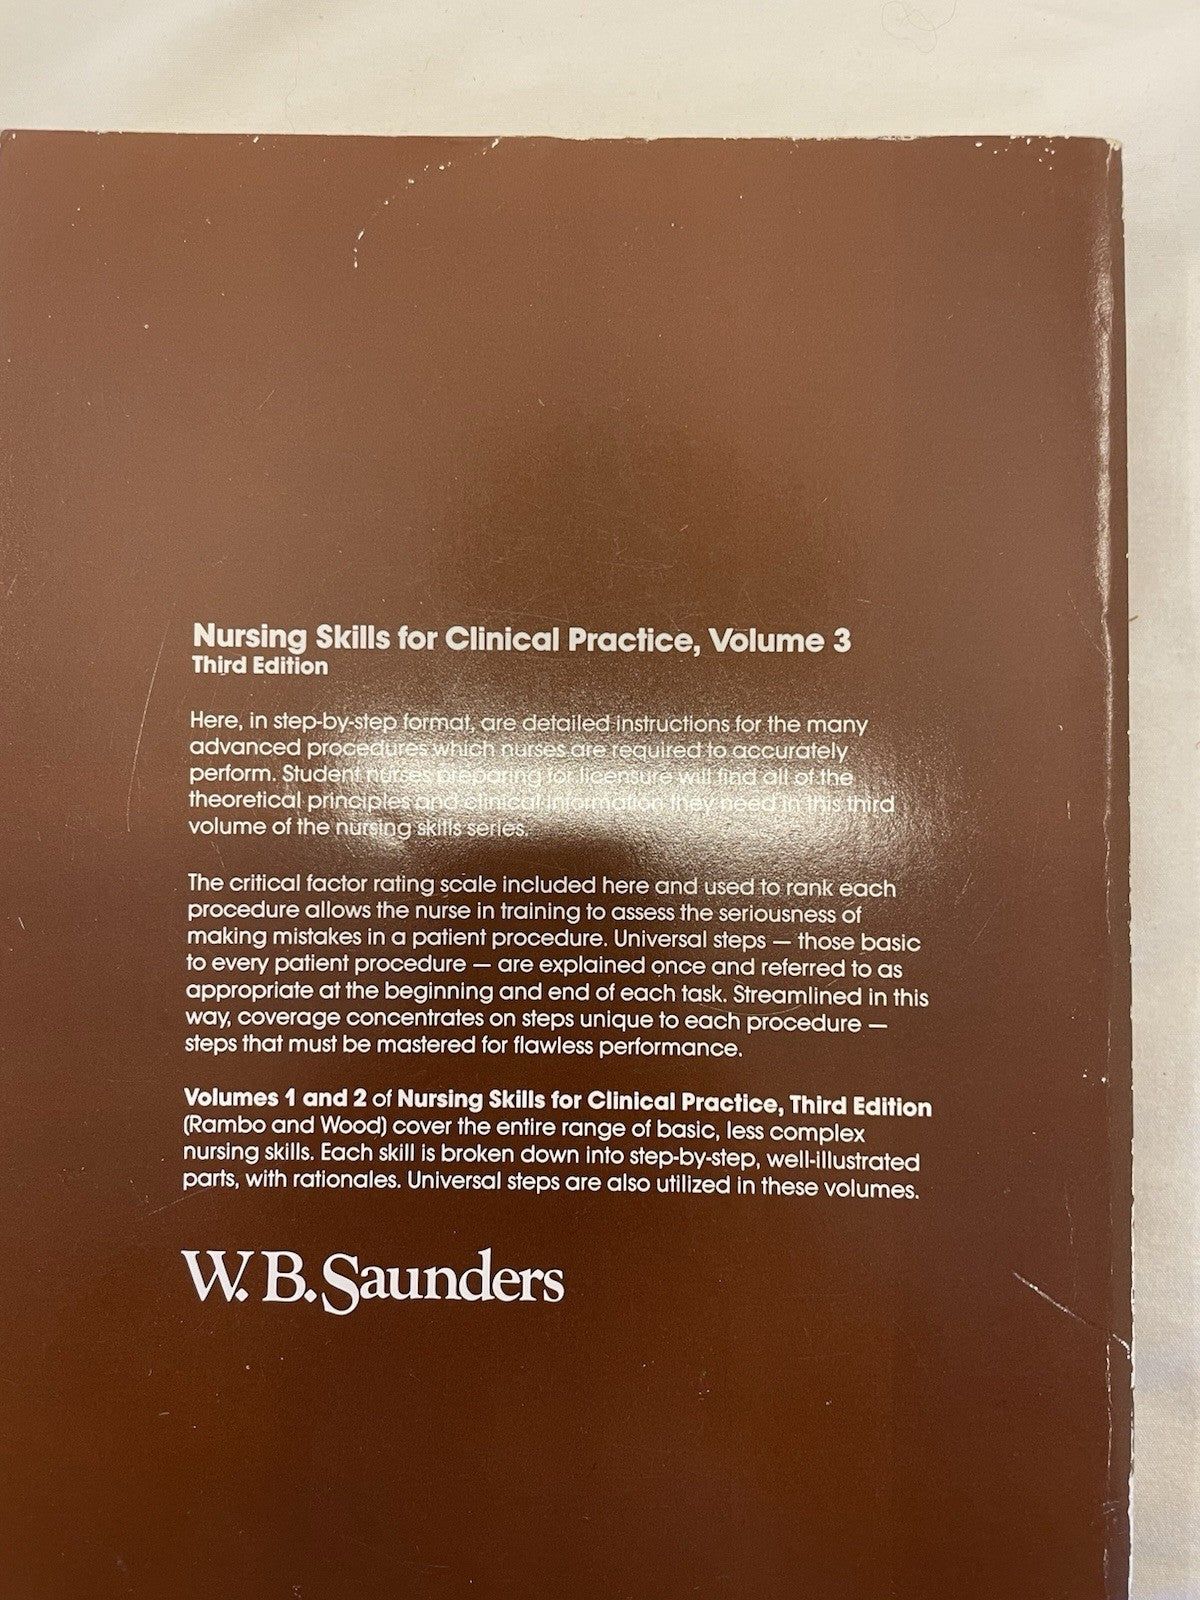 Nursing Skills for Clinical Practice, Volume 3
Third Edition
Here, in step-by-step format, are detailed instructions for the many
advanced procedures which nurses are required to accurately
perform. Student nurses preparing for licensure will find all of the
theoretical principles and clinical information they need in this third
volume of the nursing skills series.
The critical factor rating scale included here and used to rank each
procedure allows the nurse in training to assess the seriousness of
making mistakes in a patient procedure. Universal steps — those basic
to every patient procedure — are explained once and referred to as
appropriate at the beginning and end of each task. Streamlined in this
way, coverage concentrates on steps unique to each procedure —
steps that must be mastered for flawless performance.
Volumes 1 and 2 of Nursing Skills for Clinical Practice, Third Edition
(Rambo and Wood) cover the entire range of basic, less complex
nursing skills. Each skill is broken down into step-by-step, well-illustrated
parts, with rationales. Universal steps are also utilized in these volumes.
W. B. Saunders